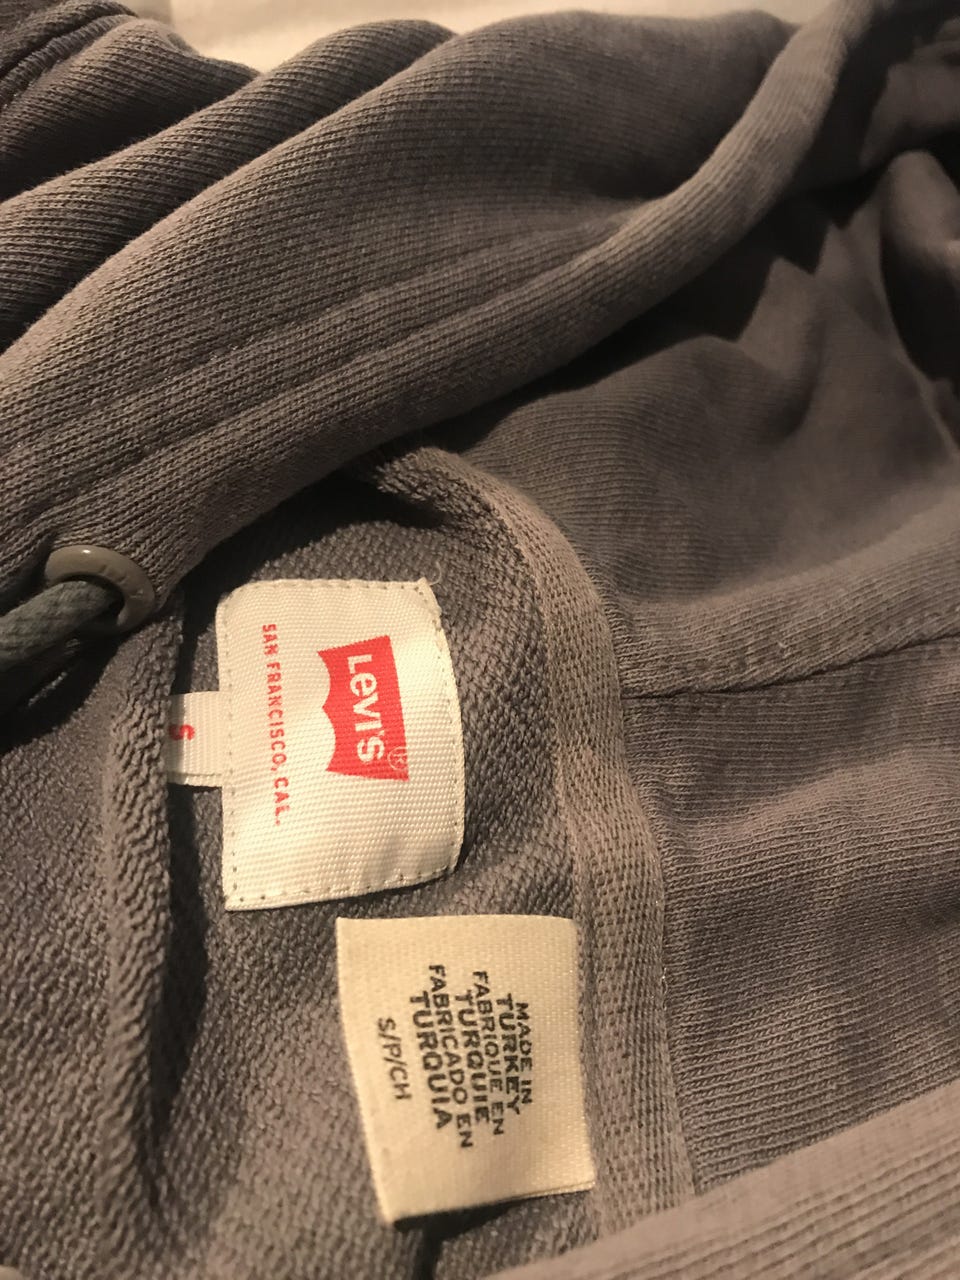 LEVI'S®
SAN FRANCISCO, CAL.
S
MADE IN
TURKEY
FABRIQUE EN
TURQUIE
FABRICADO EN
TURQUIA
S/P/CH